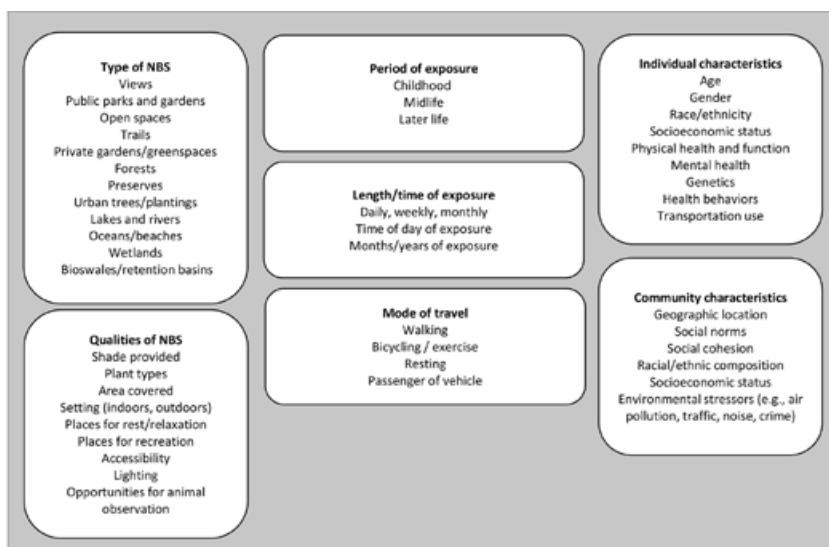 Type of NBS
Views
Public parks and gardens
Open spaces
Trails
Private gardens/greenspaces
Forests
Preserves
Urban trees/plantings
Lakes and rivers
Oceans/beaches
Wetlands
Bioswales/retention basins
Qualities of NBS
Shade provided
Plant types
Area covered
Setting (indoors, outdoors)
Places for rest/relaxation
Places for recreation
Accessibility
Lighting
Opportunities for animal
observation
Period of exposure
Childhood
Midlife
Later life
Length/time of exposure
Daily, weekly, monthly
Time of day of exposure
Months/years of exposure
Mode of travel
Walking
Bicycling / exercise
Resting
Passenger of vehicle
Individual characteristics
Age
Gender
Race/ethnicity
Socioeconomic status
Physical health and function
Mental health
Genetics
Health behaviors
Transportation use
Community characteristics
Geographic location
Social norms
Social cohesion
Racial/ethnic composition
Socioeconomic status
Environmental stressors (e.g., air
pollution, traffic, noise, crime)